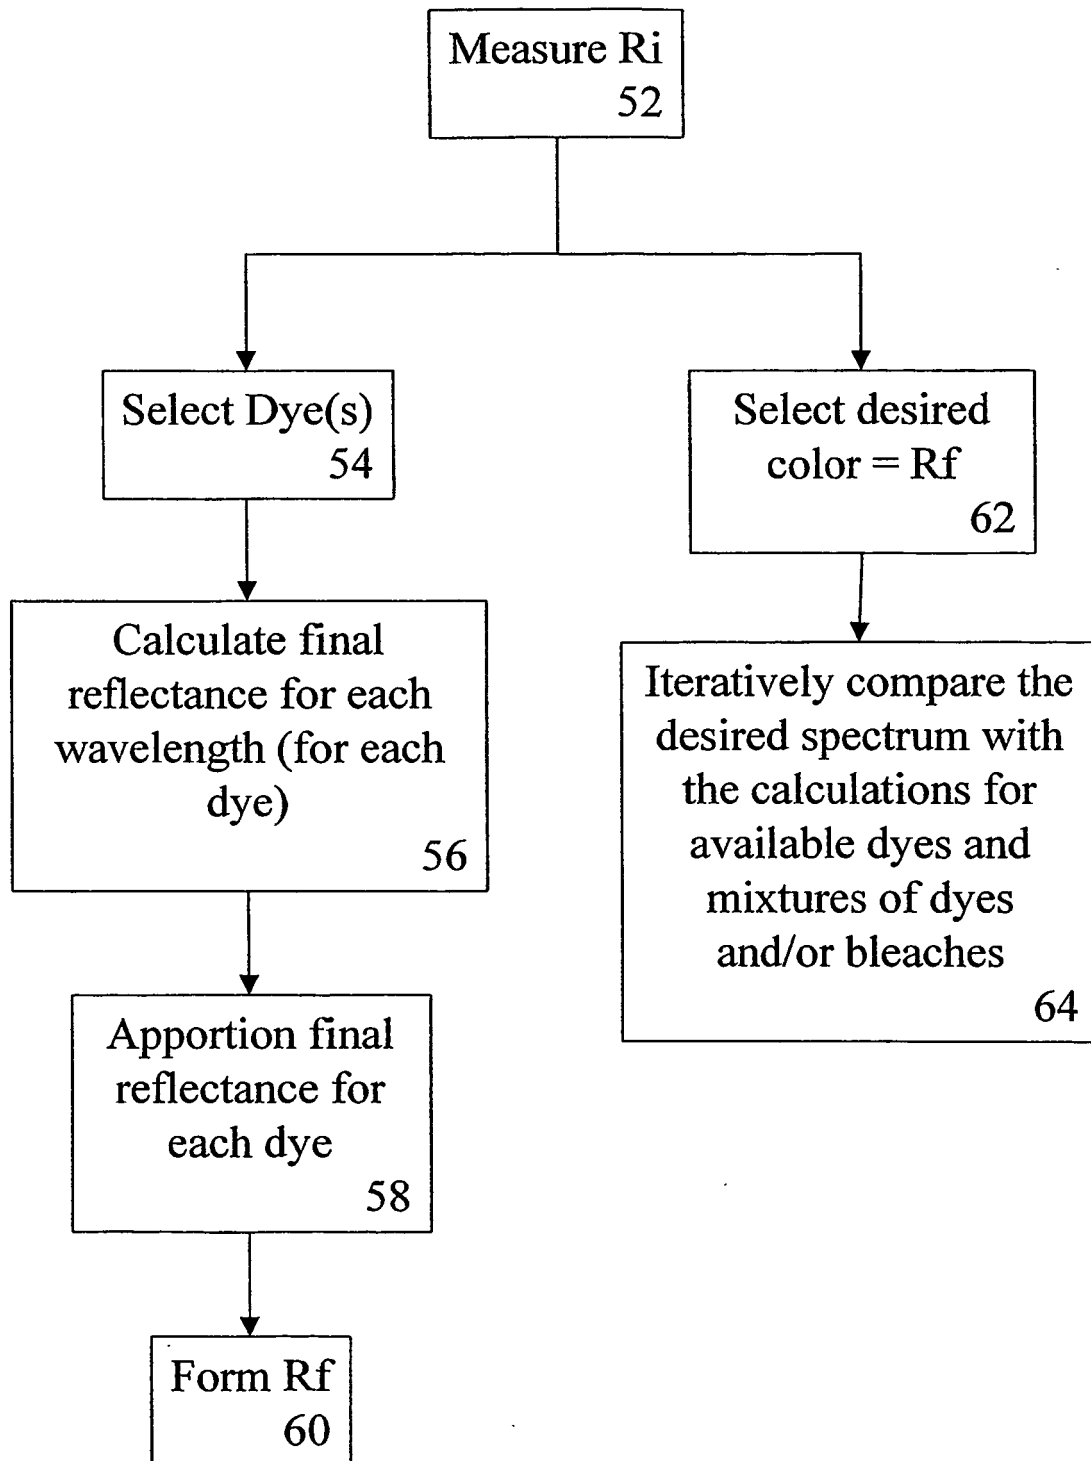 Measure Ri
52
Select Dye(s)
54
Select desired
color = Rf
62
Calculate final
reflectance for each
wavelength (for each
dye)
56
Iteratively compare the
desired spectrum with
the calculations for
available dyes and
mixtures of dyes
and/or bleaches
64
Apportion final
reflectance for
each dye
58
Form Rf
60